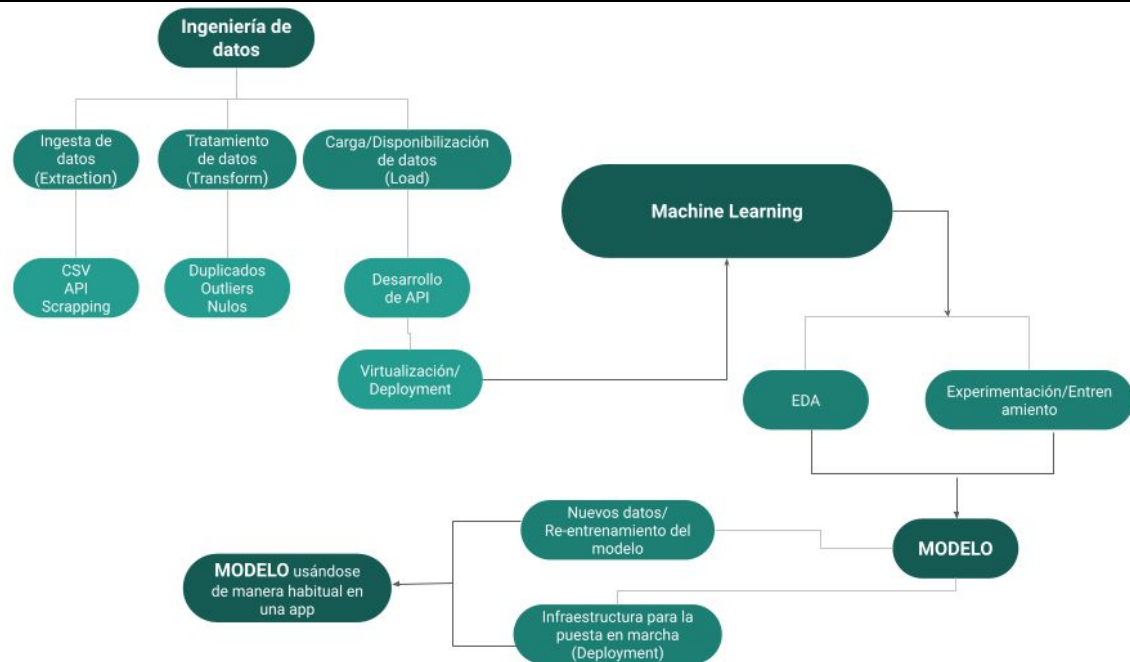 Ingeniería de
datos
Ingesta de
datos
(Extraction)
Tratamiento
de datos
(Transform)
Carga/Disponibilización
de datos
(Load)
CSV
API
Scrapping
Duplicados
Outliers
Nulos
Desarrollo
de API
Virtualización/
Deployment
Machine Learning
EDA
Experimentación/Entren
amiento
MODELO
Nuevos datos/
Re-entrenamiento del
modelo
Infraestructura para la
puesta en marcha
(Deployment)
MODELO usándose
de manera habitual en
una app